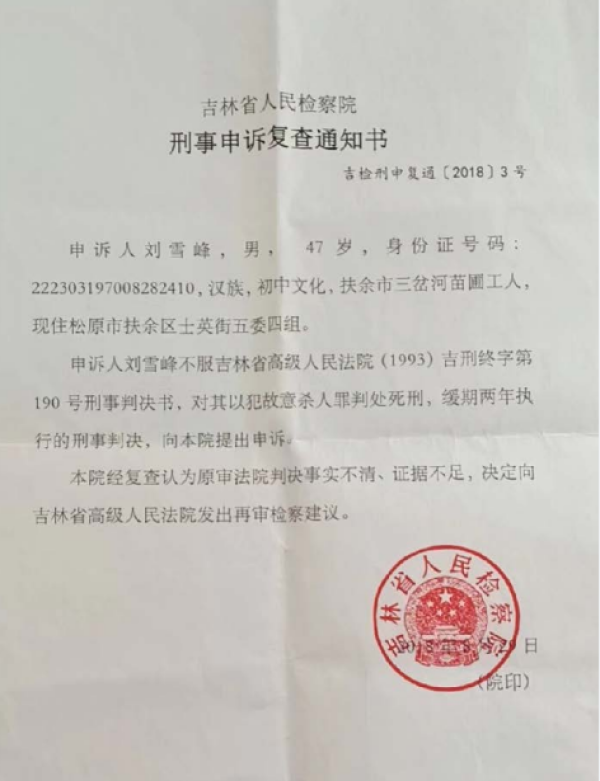 吉林省人民检察院
刑事申诉复查通知书
吉检刑申复通〔2018〕3号
申诉人刘雪峰，男，47岁，身份证号码：
222303197008282410，汉族，初中文化，扶余市三岔河苗圃工人，
现住松原市扶余区士英街五委四组。
申诉人刘雪峰不服吉林省高级人民法院（1993）吉刑终字第
190号刑事判决书，对其以犯故意杀人罪判处死刑，缓期两年执
行的刑事判决，向本院提出申诉。
本院经复查认为原审法院判决事实不清、证据不足，决定向
吉林省高级人民法院发出再审检察建议。
吉林省人民检察院
2018年8月29日
（院印）